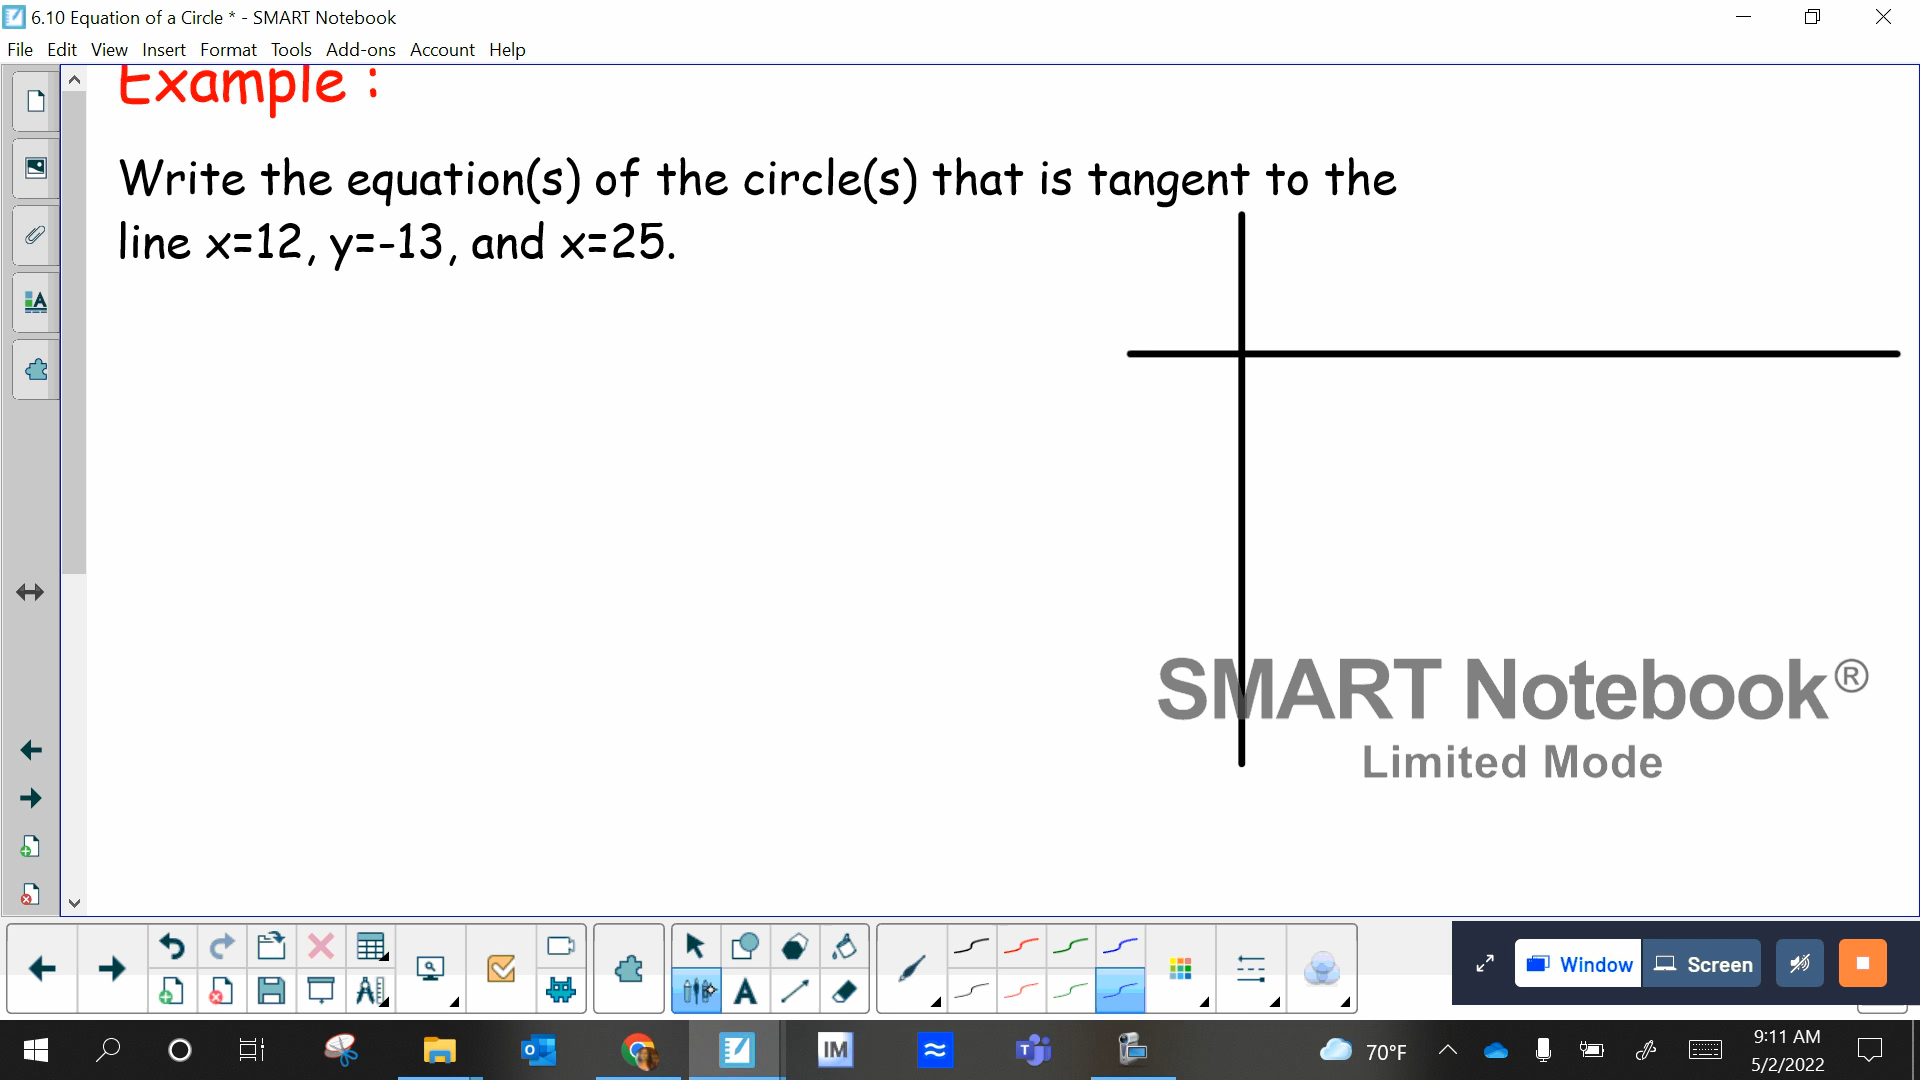 6.10 Equation of a Circle * - SMART Notebook
File Edit View Insert Format Tools Add-ons Account Help
Example :
Write the equation(s) of the circle(s) that is tangent to the
line x=12, y=-13, and x=25.
SMART Notebook®
Limited Mode
Window Screen
70°F
9:11 AM
5/2/2022
IM